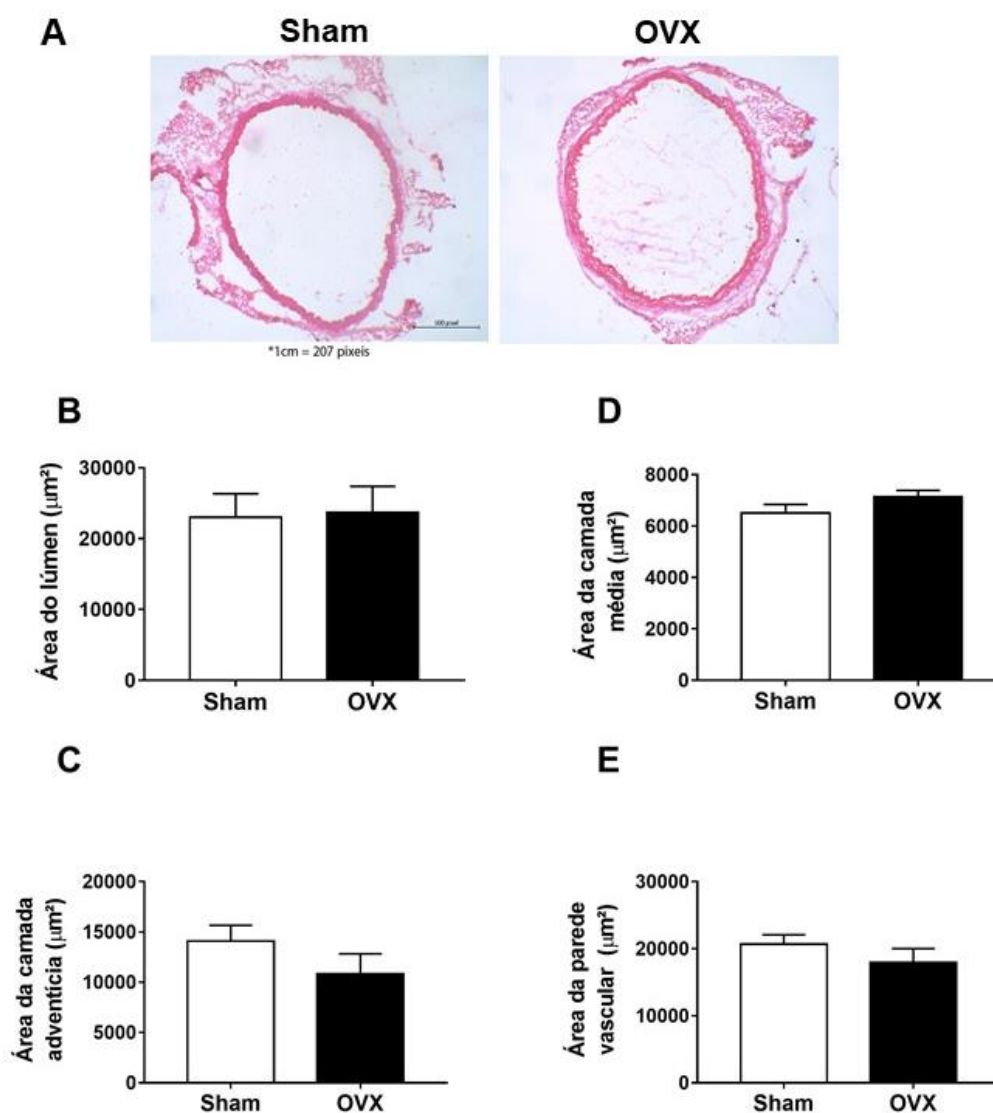 A
Sham
OVX
500 pixel
*1cm = 207 pixeis
B
Área do lúmen (µm²)
30000
20000
10000
0
Sham
OVX
D
Área da camada
média (µm²)
8000
6000
4000
2000
0
Sham
OVX
C
Área da camada
adventícia (µm²)
20000
15000
10000
5000
0
Sham
OVX
E
Área da parede
vascular (µm²)
30000
20000
10000
0
Sham
OVX